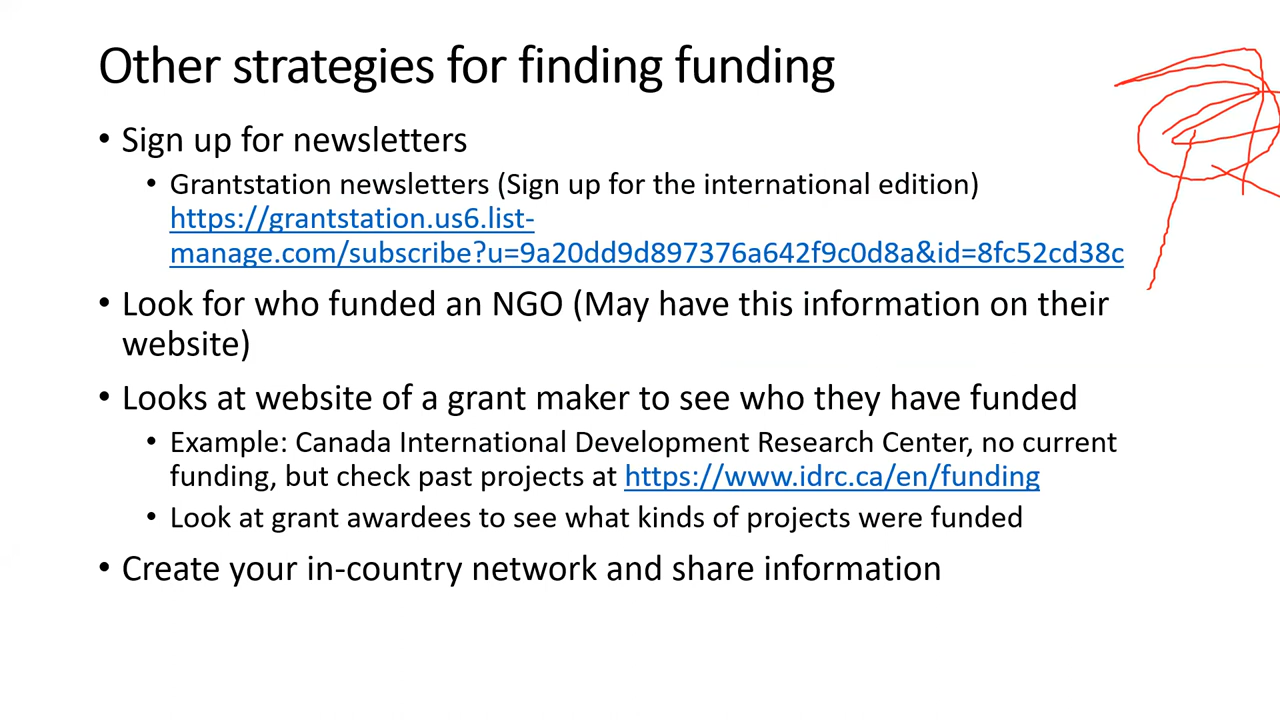 Other strategies for finding funding
• Sign up for newsletters
• Grantstation newsletters (Sign up for the international edition)
https://grantstation.us6.list-
manage.com/subscribe?u=9a20dd9d897376a642f9c0d8a&id=8fc52cd38c
• Look for who funded an NGO (May have this information on their
website)
• Looks at website of a grant maker to see who they have funded
• Example: Canada International Development Research Center, no current
funding, but check past projects at https://www.idrc.ca/en/funding
• Look at grant awardees to see what kinds of projects were funded
• Create your in-country network and share information